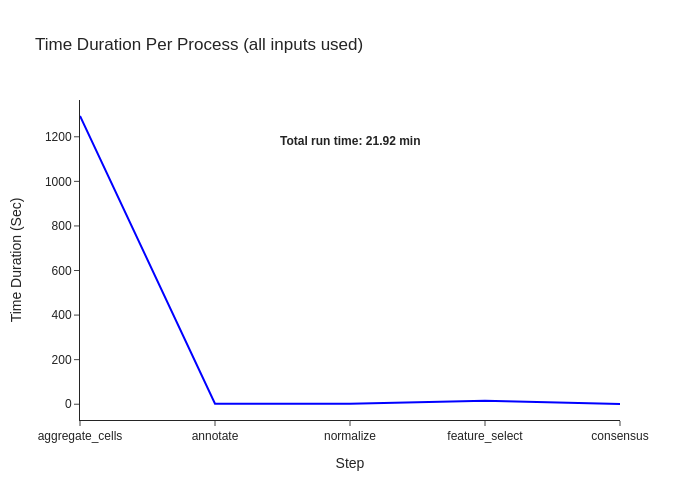 Time Duration Per Process (all inputs used)
Total run time: 21.92 min
1200
1000
800
600
400
200
0
Time Duration (Sec)
aggregate_cells
annotate
normalize
feature_select
consensus
Step